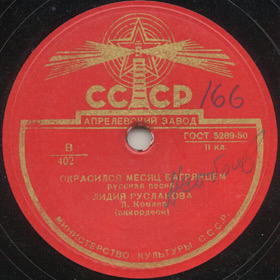 СССР
166
АПРЕЛЕВСКИЙ ЗАВОД
ГОСТ 5289-50
В
II кл.
402
ОКРАСИЛСЯ МЕСЯЦ БАГРЯНЦЕМ
русская песня
ЛИДИЯ РУСЛАНОВА
(аккордеон)
МИНИСТЕРСТВО КУЛЬТУРЫ СССР